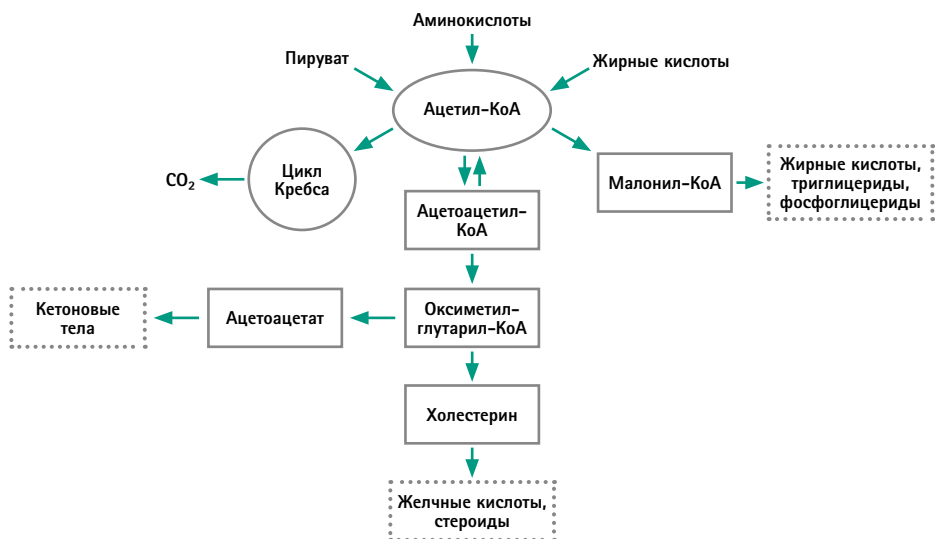 Аминокислоты
Пируват
Жирные кислоты
Ацетил-КоА
Цикл
Кребса
CO₂
Малонил-КоА
Жирные кислоты,
триглицериды,
фосфоглицериды
Ацетоацетил-
КоА
Кетоновые
тела
Ацетоацетат
Оксиметил-
глутарил-КоА
Холестерин
Желчные кислоты,
стероиды